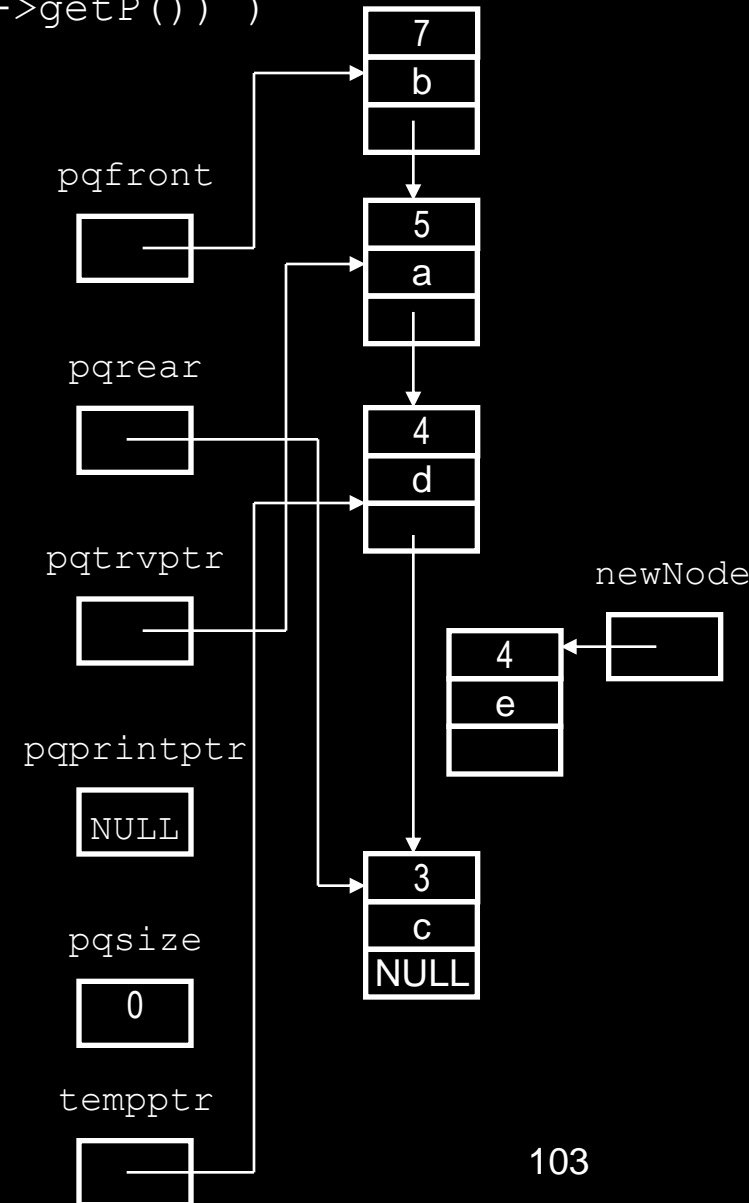 ->getP()) )
7
b
pqfront
5
a
pqrear
4
d
pqtrvptr
newNode
4
e
pqprintptr
NULL
3
c
NULL
pqsize
0
tempptr
103